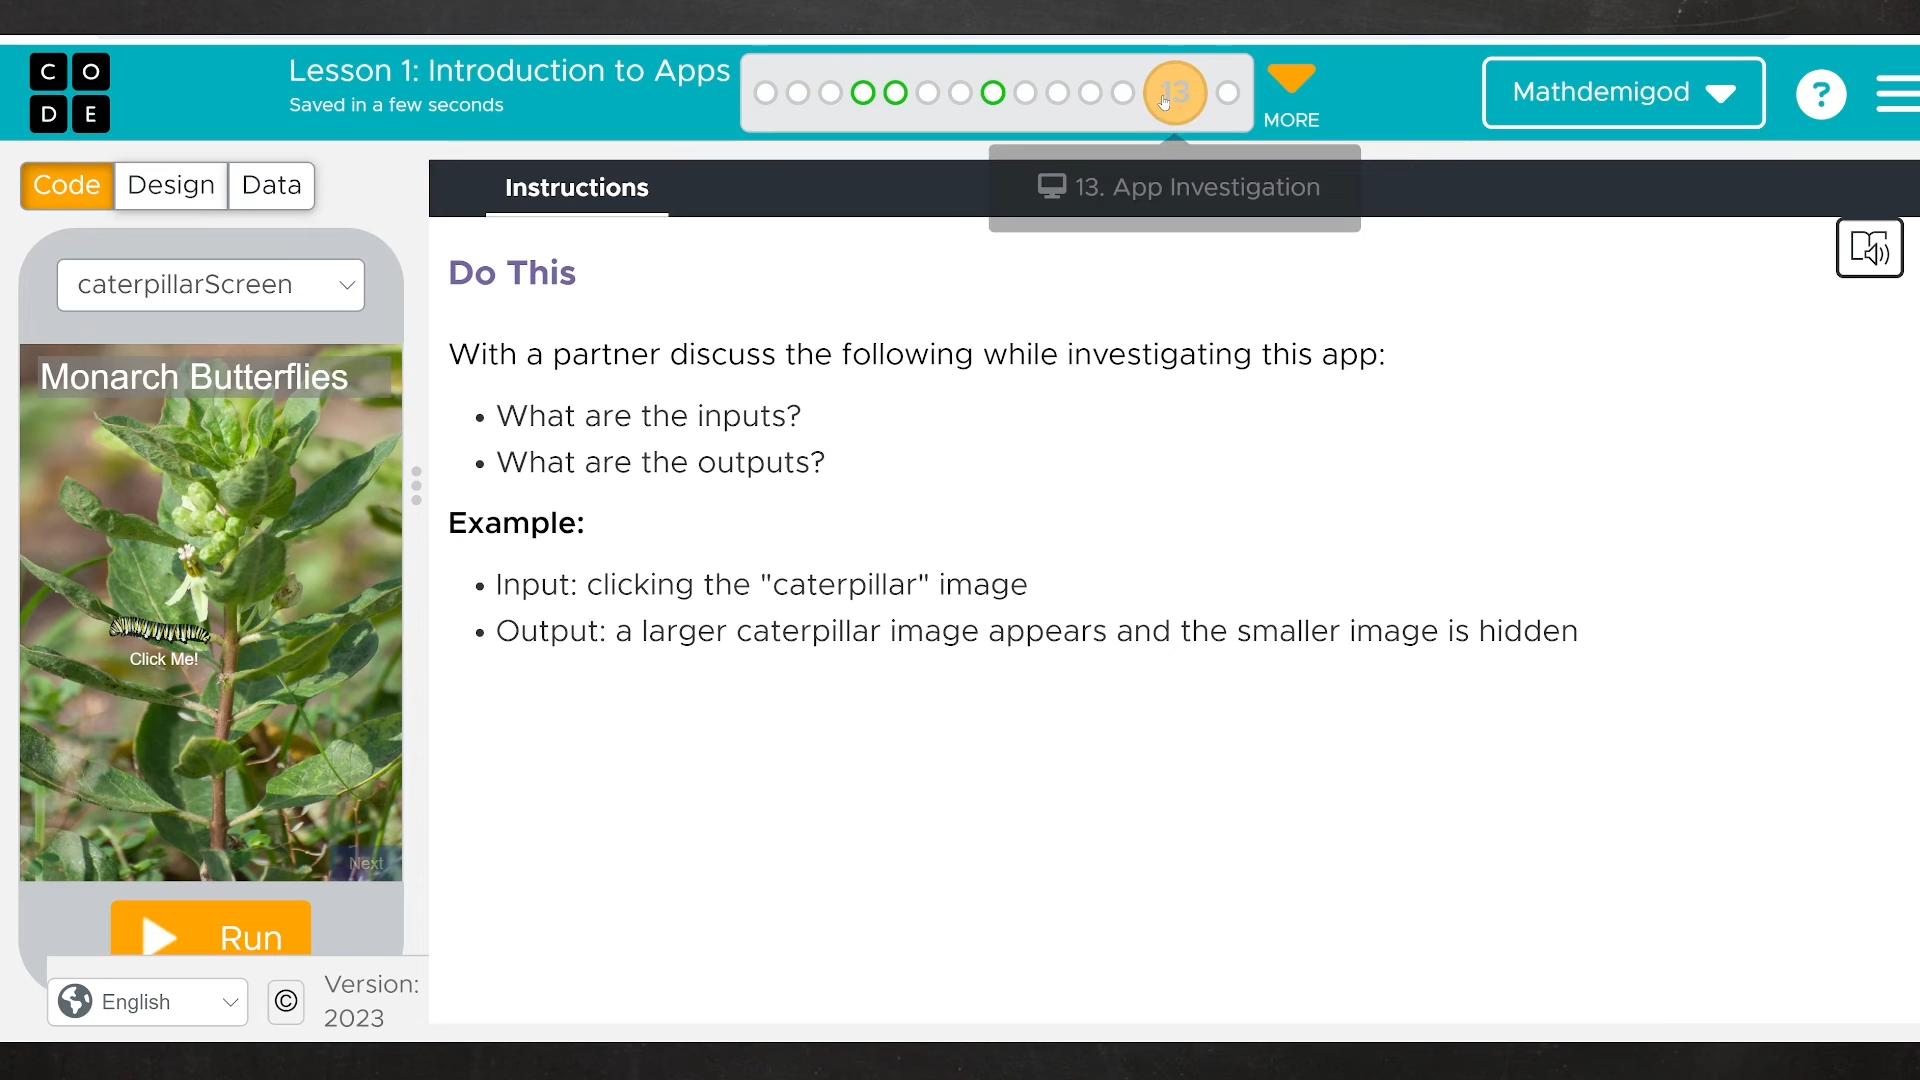 CODE
Lesson 1: Introduction to Apps
Saved in a few seconds
13
MORE
Mathdemigod
?
Code Design Data
Instructions
13. App Investigation
caterpillarScreen
Monarch Butterflies
Click Me!
Next
Run
Do This
With a partner discuss the following while investigating this app:
• What are the inputs?
• What are the outputs?
Example:
• Input: clicking the "caterpillar" image
• Output: a larger caterpillar image appears and the smaller image is hidden
English
©
Version:
2023